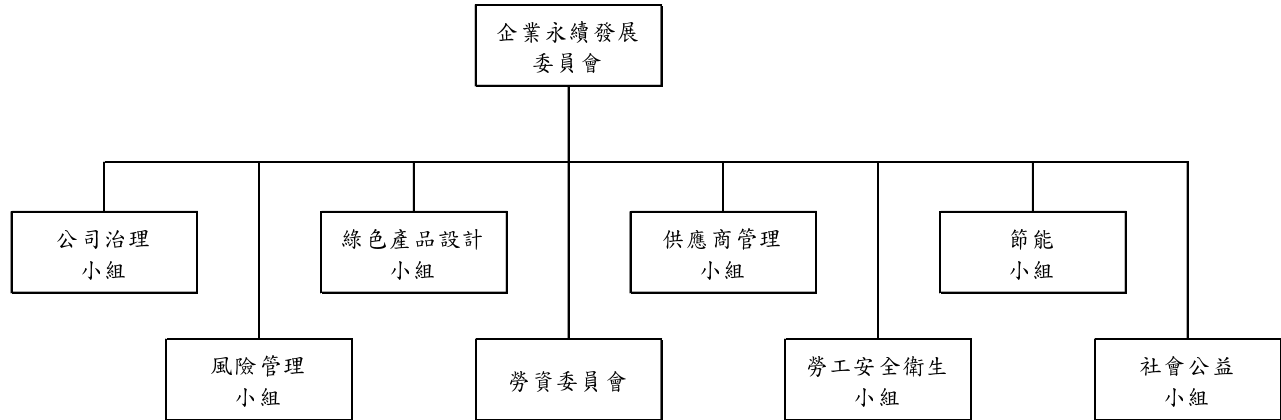 企業永續發展
委員會
公司治理
小組
綠色產品設計
小組
供應商管理
小組
節能
小組
風險管理
小組
勞資委員會
勞工安全衛生
小組
社會公益
小組